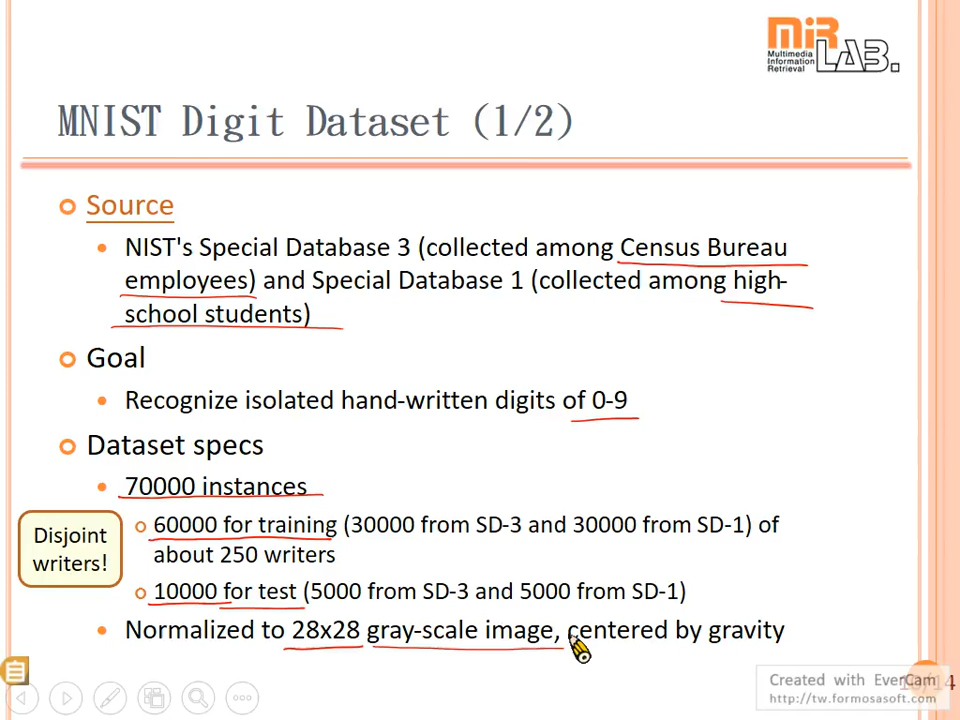 MiR
Multimedia
Information
Retrieval
LAB.
MNIST Digit Dataset (1/2)
Source
NIST's Special Database 3 (collected among Census Bureau
employees) and Special Database 1 (collected among high-
school students)
Goal
Recognize isolated hand-written digits of 0-9
Dataset specs
70000 instances
60000 for training (30000 from SD-3 and 30000 from SD-1) of
about 250 writers
Disjoint
writers!
10000 for test (5000 from SD-3 and 5000 from SD-1)
Normalized to 28x28 gray-scale image, centered by gravity
Created with EverCam
http://tw.formosasoft.com